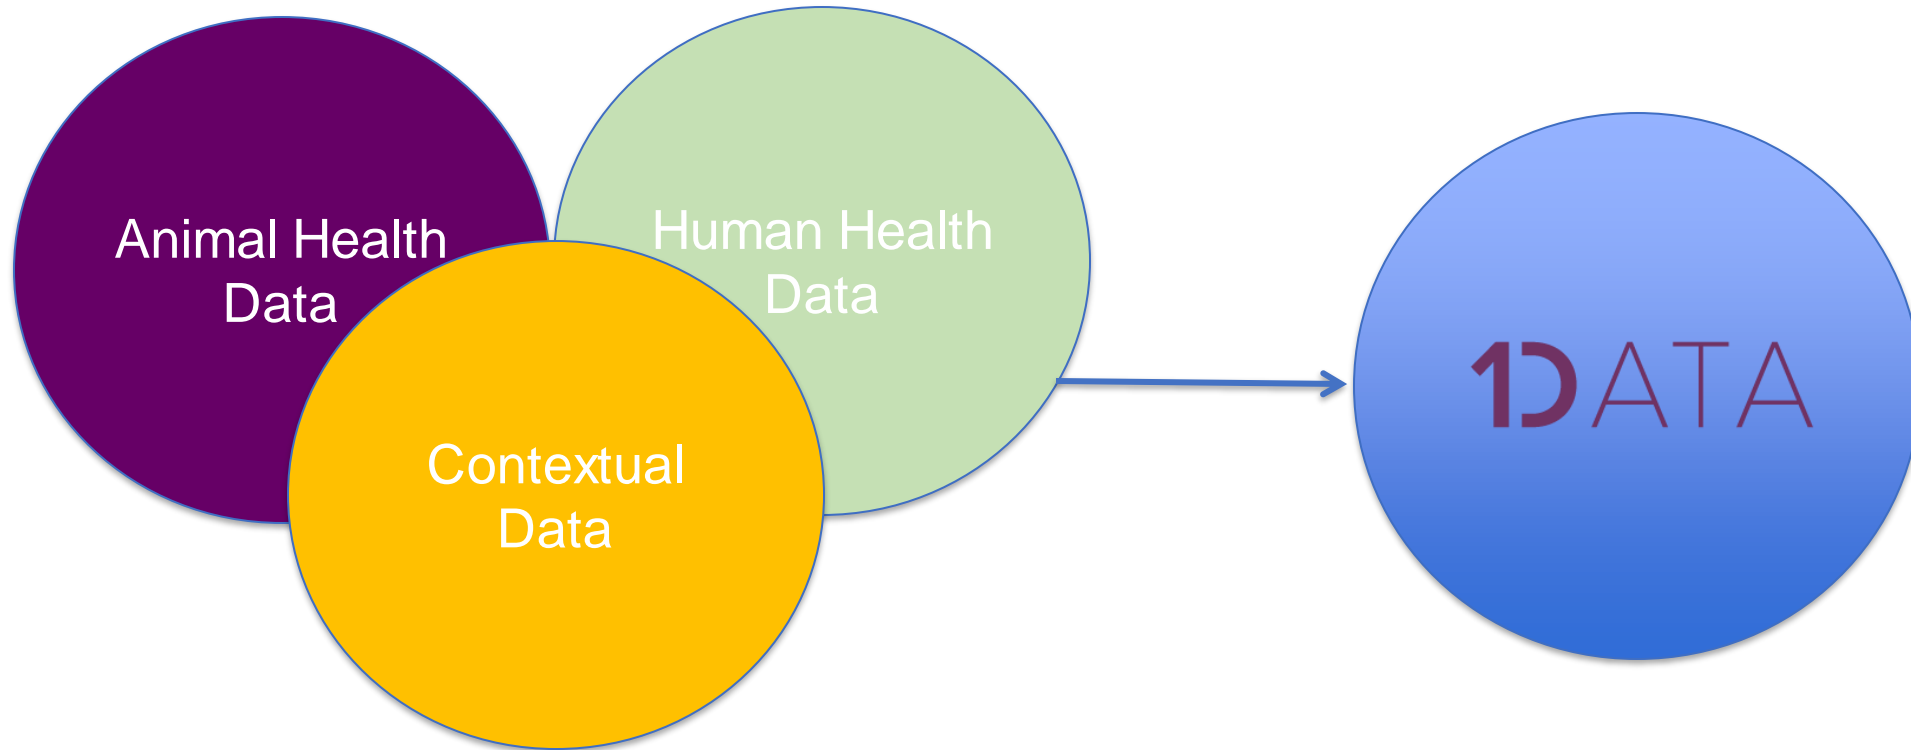 Animal Health
Data
Human Health
Data
Contextual
Data
1DATA